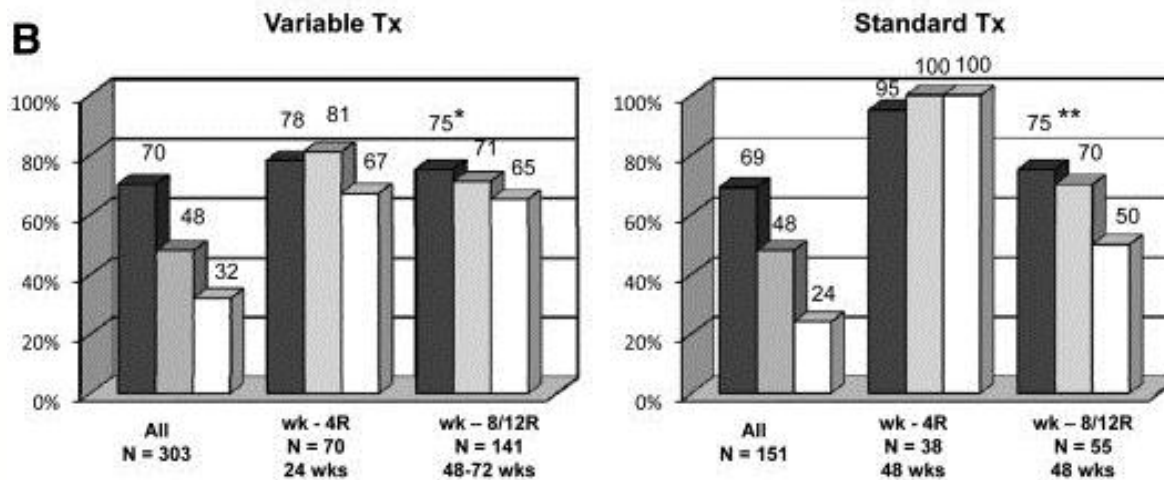 B
Variable Tx
100%
80%
60%
40%
20%
0%
70
48
32
78
81
67
75*
71
65
All
N = 303
wk - 4R
N = 70
24 wks
wk – 8/12R
N = 141
48-72 wks
Standard Tx
100%
80%
60%
40%
20%
0%
69
48
24
95
100
100
75 **
70
50
All
N = 151
wk - 4R
N = 38
48 wks
wk – 8/12R
N = 55
48 wks